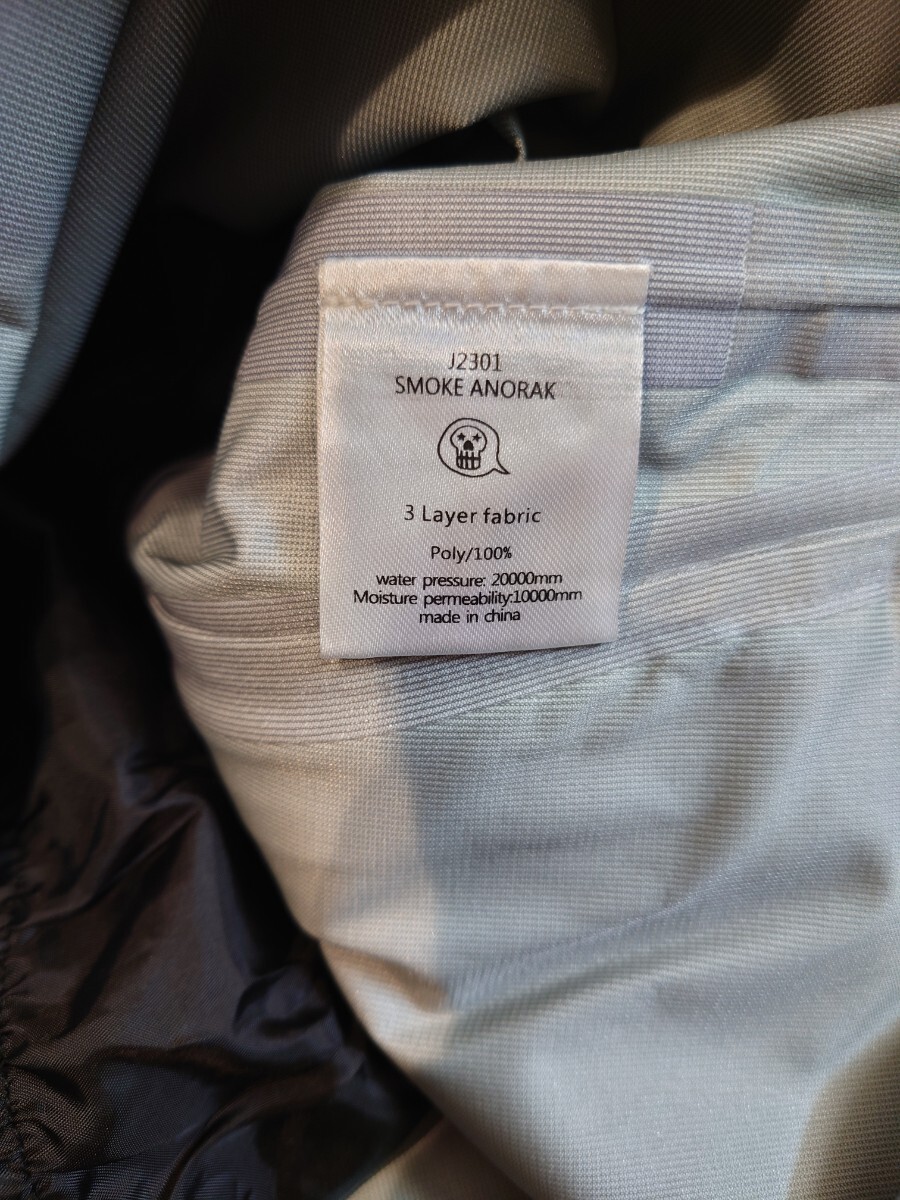 J2301
SMOKE ANORAK
3 Layer fabric
Poly/100%
water pressure: 20000mm
Moisture permeability:10000mm
made in china